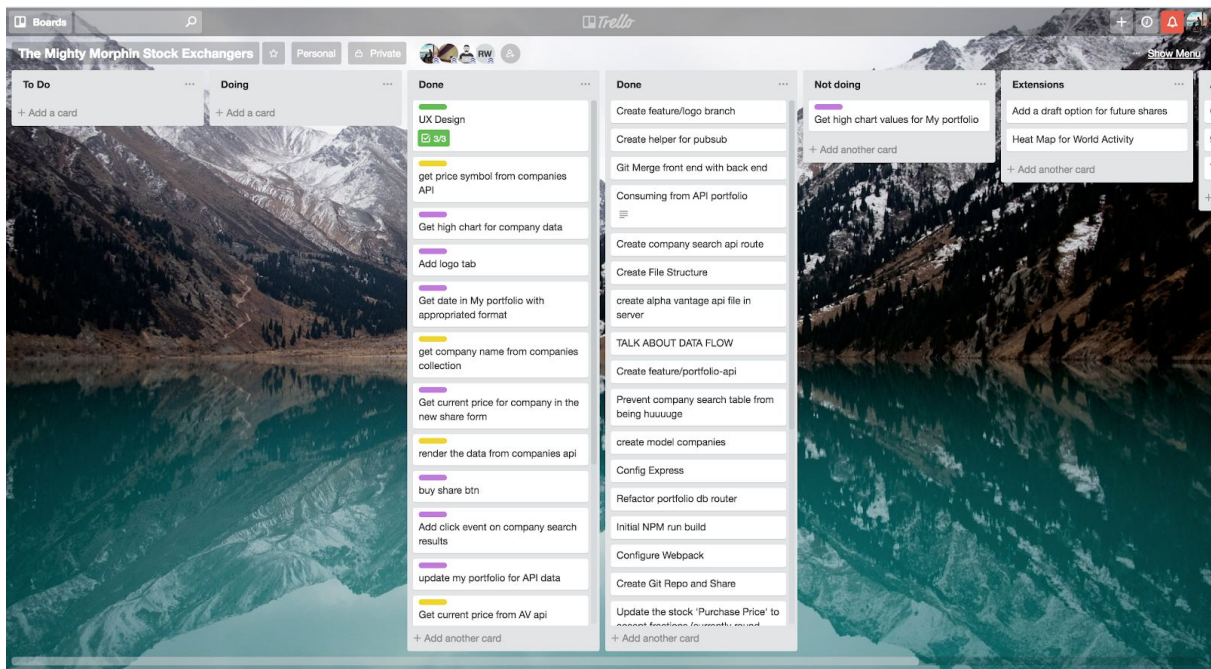 Boards
Trello
The Mighty Morphin Stock Exchangers
Personal
Private
RW
Show Menu
To Do
+ Add a card
Doing
+ Add a card
Done
UX Design
3/3
get price symbol from companies
API
Get high chart for company data
Add logo tab
Get date in My portfolio with
appropriated format
get company name from companies
collection
Get current price for company in the
new share form
render the data from companies api
buy share btn
Add click event on company search
results
update my portfolio for API data
Get current price from AV api
+ Add another card
Done
Create feature/logo branch
Create helper for pubsub
Git Merge front end with back end
Consuming from API portfolio
Create company search api route
Create File Structure
create alpha vantage api file in
server
TALK ABOUT DATA FLOW
Create feature/portfolio-api
Prevent company search table from
being huuuuge
create model companies
Config Express
Refactor portfolio db router
Initial NPM run build
Configure Webpack
Create Git Repo and Share
Update the stock 'Purchase Price' to
accept fractions (currently round
+ Add another card
Not doing
Get high chart values for My portfolio
+ Add another card
Extensions
Add a draft option for future shares
Heat Map for World Activity
+ Add another card